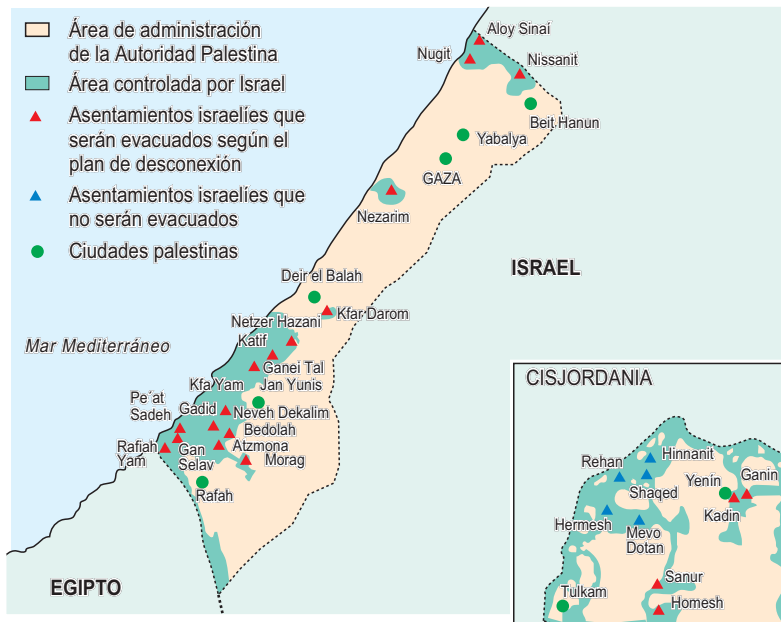 Área de administración
de la Autoridad Palestina
Área controlada por Israel
Asentamientos israelíes que
serán evacuados según el
plan de desconexión
Asentamientos israelíes que
no serán evacuados
Ciudades palestinas
Aloy Sinaí
Nugit
Nissanit
Beit Hanun
Yabalya
GAZA
Nezarim
ISRAEL
Deir el Balah
Kfar Darom
Netzer Hazani
Mar Mediterráneo
Katif
Ganei Tal
Kfa Yam
Jan Yunis
Pe´at
Sadeh
Gadid
Neveh Dekalim
Bedolah
Rafiah
Yam
Gan
Selav
Atzmona
Morag
Rafah
EGIPTO
CISJORDANIA
Rehan
Hinnanit
Shaqed
Yenín
Ganin
Kadin
Hermesh
Mevo
Dotan
Tulkam
Sanur
Homesh